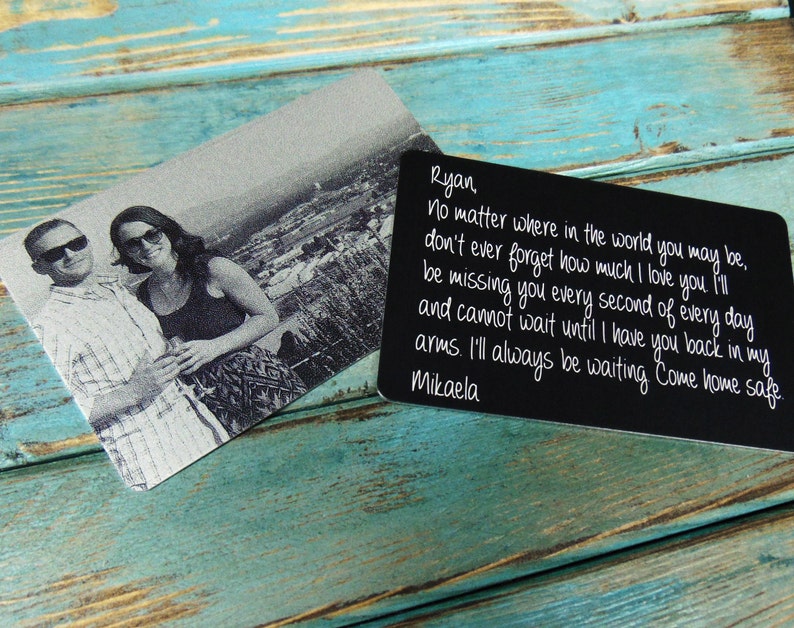 Ryan,
No matter where in the world you may be,
don't ever forget how much I love you. I'll
be missing you every second of every day
and cannot wait until I have you back in my
arms. I'll always be waiting. Come home safe.
Mikaela